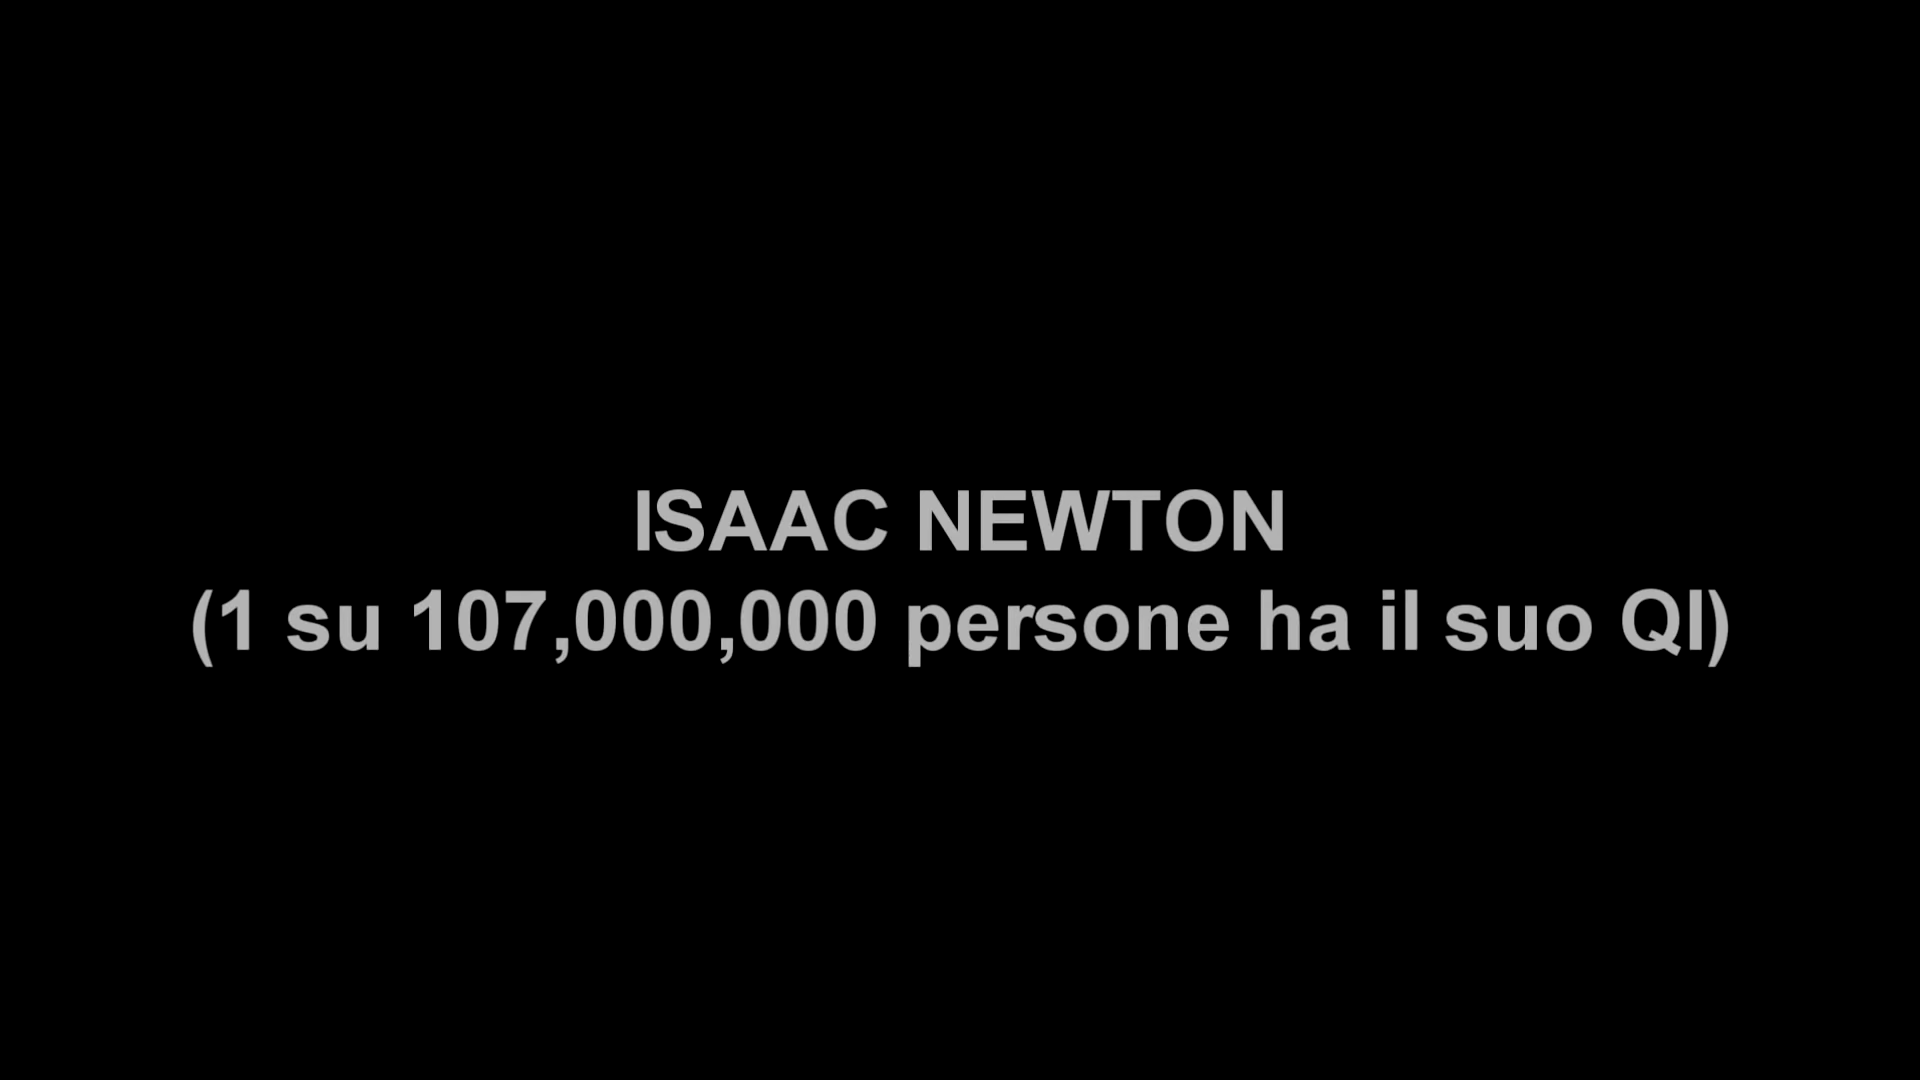 ISAAC NEWTON
(1 su 107,000,000 persone ha il suo QI)